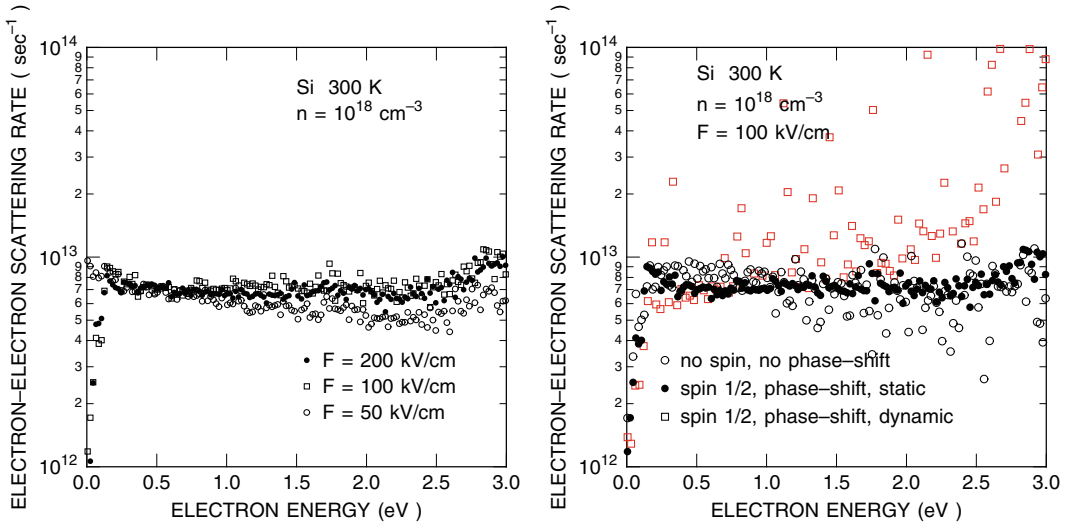 ELECTRON–ELECTRON SCATTERING RATE ( sec⁻¹)
10¹⁴
9
8
7
6
5
4
3
2
10¹³
9
8
7
6
5
4
3
2
10¹²
Si 300 K
n = 10¹⁸ cm⁻³
F = 200 kV/cm
F = 100 kV/cm
F = 50 kV/cm
0.0 0.5 1.0 1.5 2.0 2.5 3.0
ELECTRON ENERGY (eV )
ELECTRON–ELECTRON SCATTERING RATE ( sec⁻¹)
10¹⁴
9
8
7
6
5
4
3
2
10¹³
9
8
7
6
5
4
3
2
10¹²
Si 300 K
n = 10¹⁸ cm⁻³
F = 100 kV/cm
no spin, no phase–shift
spin 1/2, phase–shift, static
spin 1/2, phase–shift, dynamic
0.0 0.5 1.0 1.5 2.0 2.5 3.0
ELECTRON ENERGY (eV )